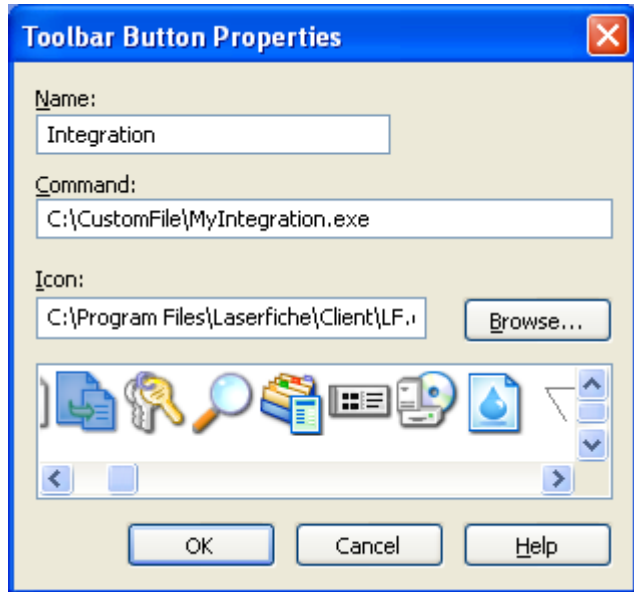 Toolbar Button Properties
Name:
Integration
Command:
C:\CustomFile\MyIntegration.exe
Icon:
C:\Program Files\Laserfiche\Client\LF.
Browse...
OK Cancel Help